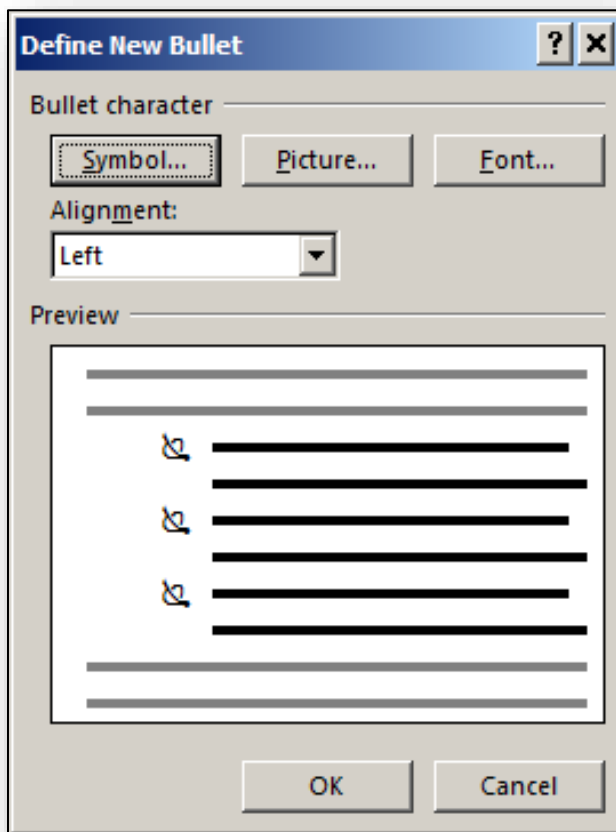 Define New Bullet
Bullet character
Symbol... Picture... Font...
Alignment:
Left
Preview
OK Cancel